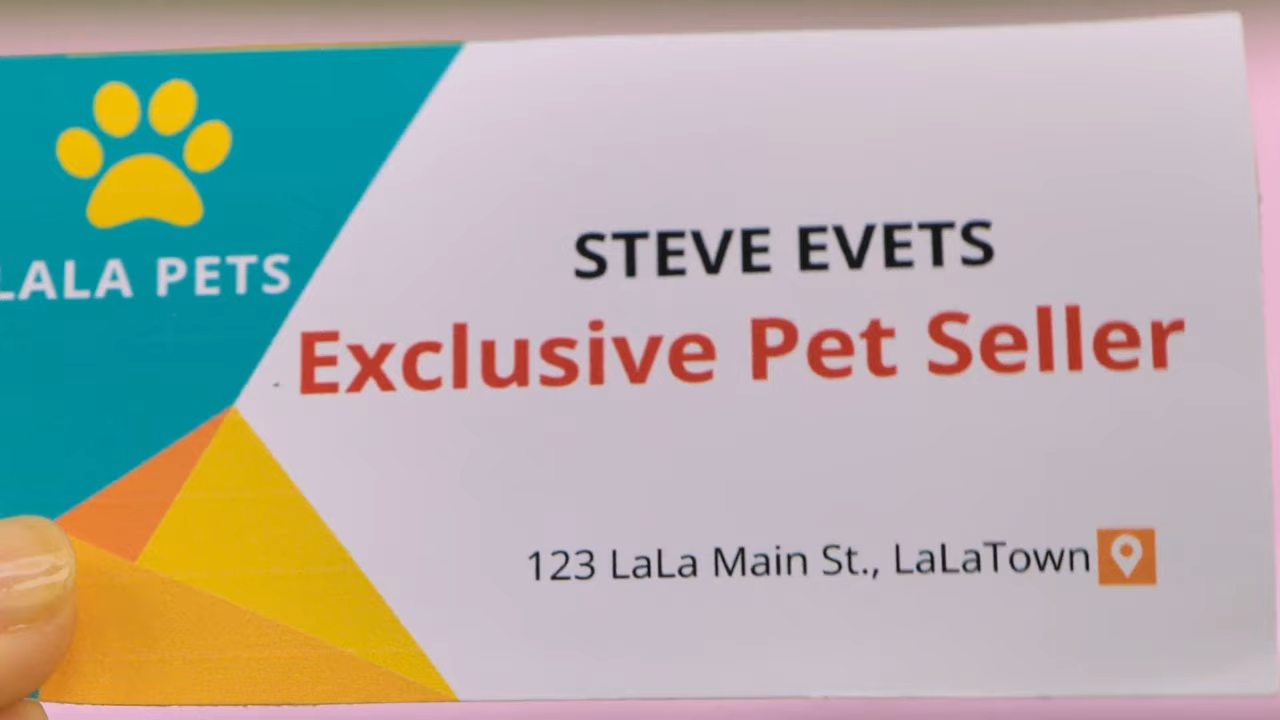 LALA PETS
STEVE EVETS
Exclusive Pet Seller
123 LaLa Main St., LaLaTown